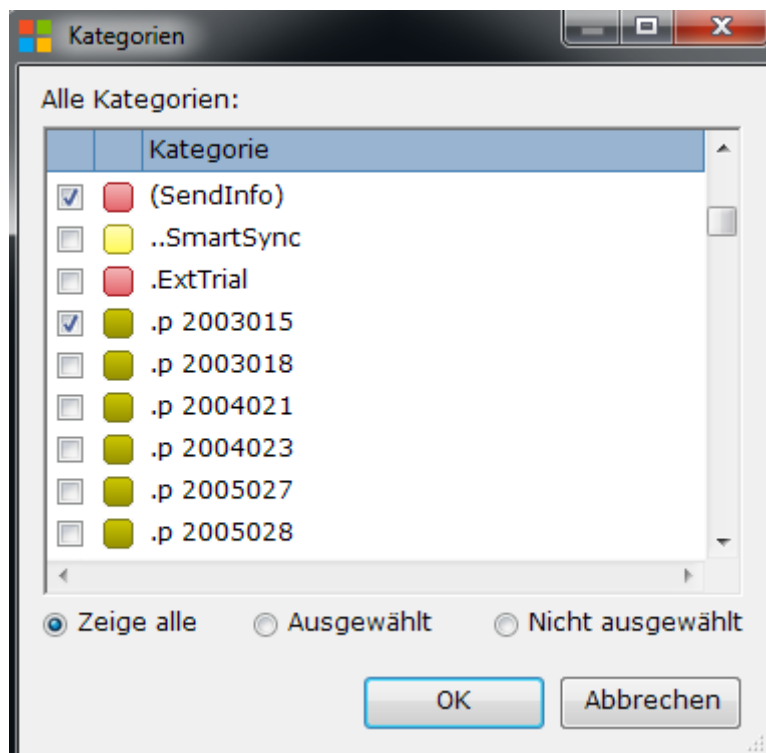 Kategorien
Alle Kategorien:
Kategorie
(SendInfo)
..SmartSync
.ExtTrial
.p 2003015
.p 2003018
.p 2004021
.p 2004023
.p 2005027
.p 2005028
Zeige alle Ausgewählt Nicht ausgewählt
OK Abbrechen